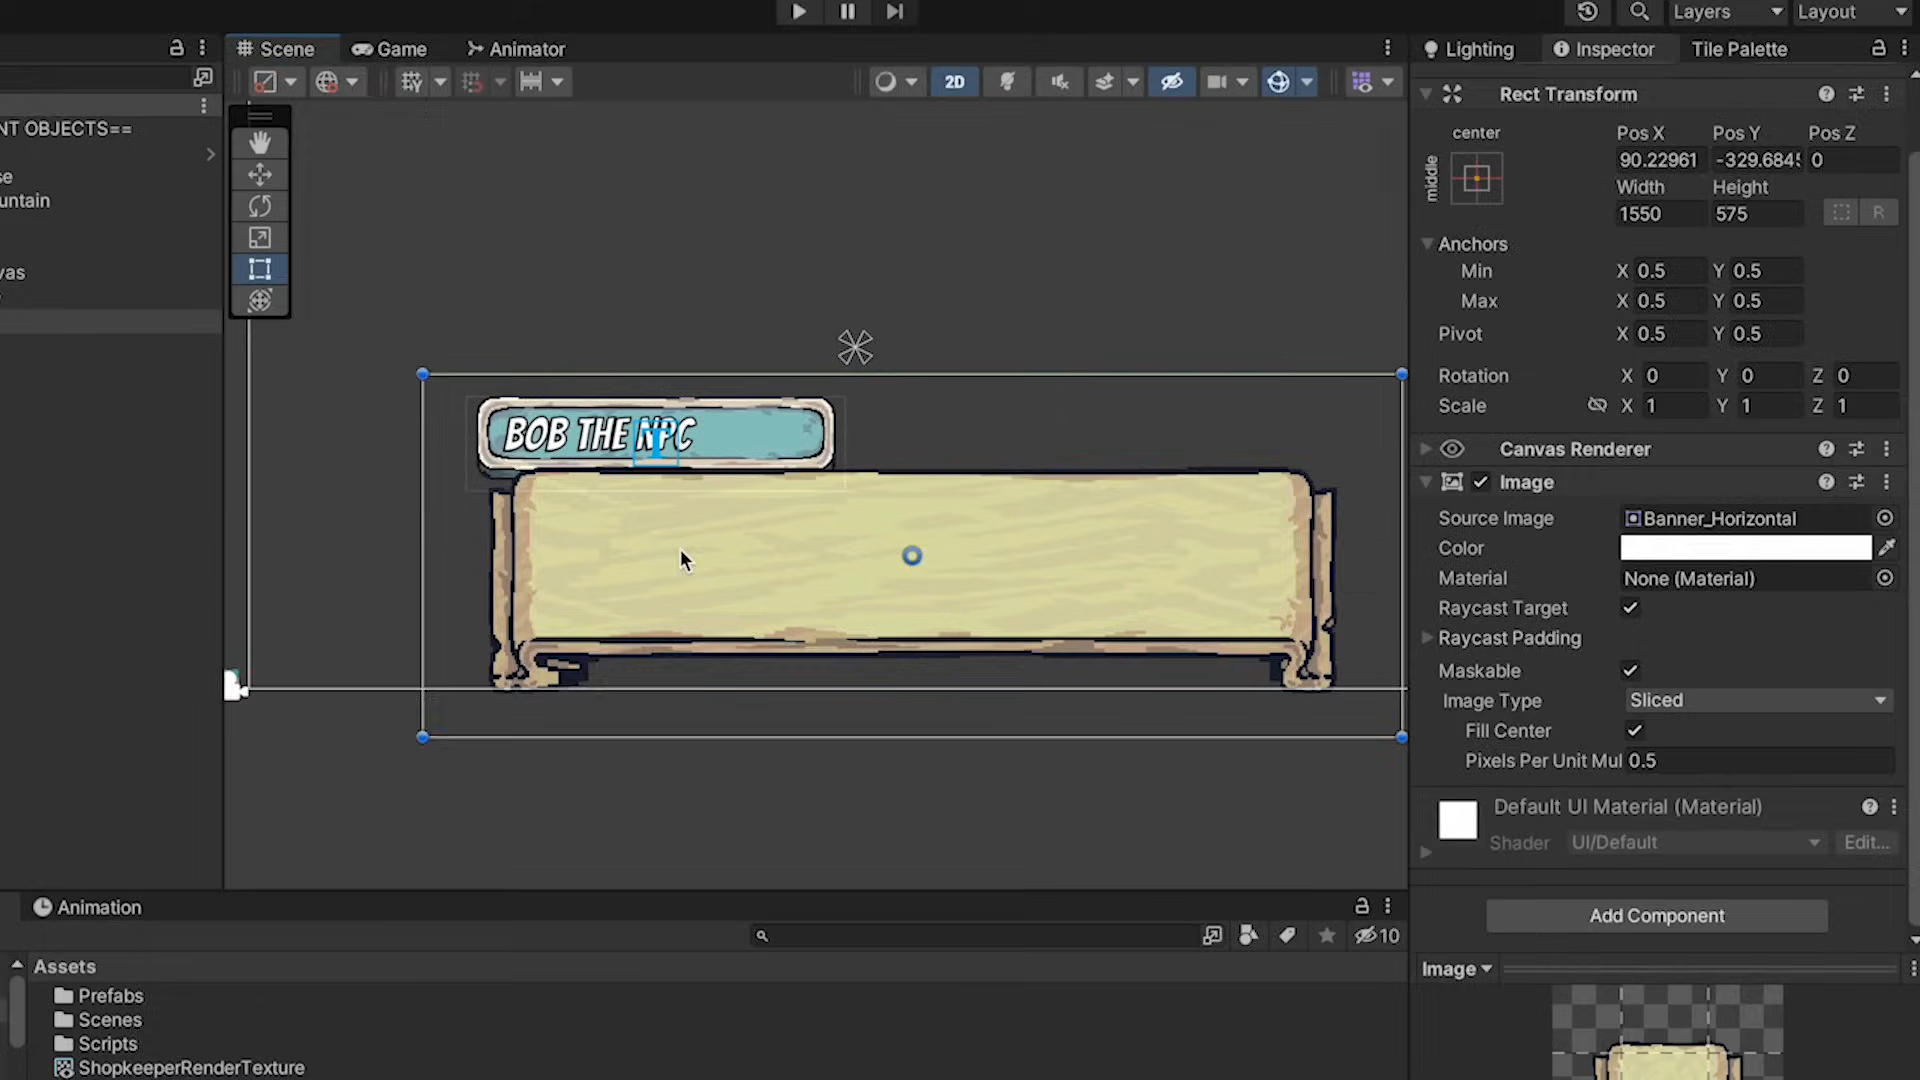 Layers
Layout
Scene
Game
Animator
Lighting
Inspector
Tile Palette
2D
NT OBJECTS==
se
untain
vas
Rect Transform
center
middle
Pos X
Pos Y
Pos Z
90.22961
-329.684
0
Width
Height
1550
575
R
Anchors
Min
X 0.5
Y 0.5
Max
X 0.5
Y 0.5
Pivot
X 0.5
Y 0.5
Rotation
X 0
Y 0
Z 0
Scale
X 1
Y 1
Z 1
BOB THE NPC
Canvas Renderer
Image
Source Image
Banner_Horizontal
Color
Material
None (Material)
Raycast Target
Raycast Padding
Maskable
Image Type
Sliced
Fill Center
Pixels Per Unit Mul
0.5
Default UI Material (Material)
Shader
UI/Default
Edit...
Add Component
Image
Animation
10
Assets
Prefabs
Scenes
Scripts
ShopkeeperRenderTexture